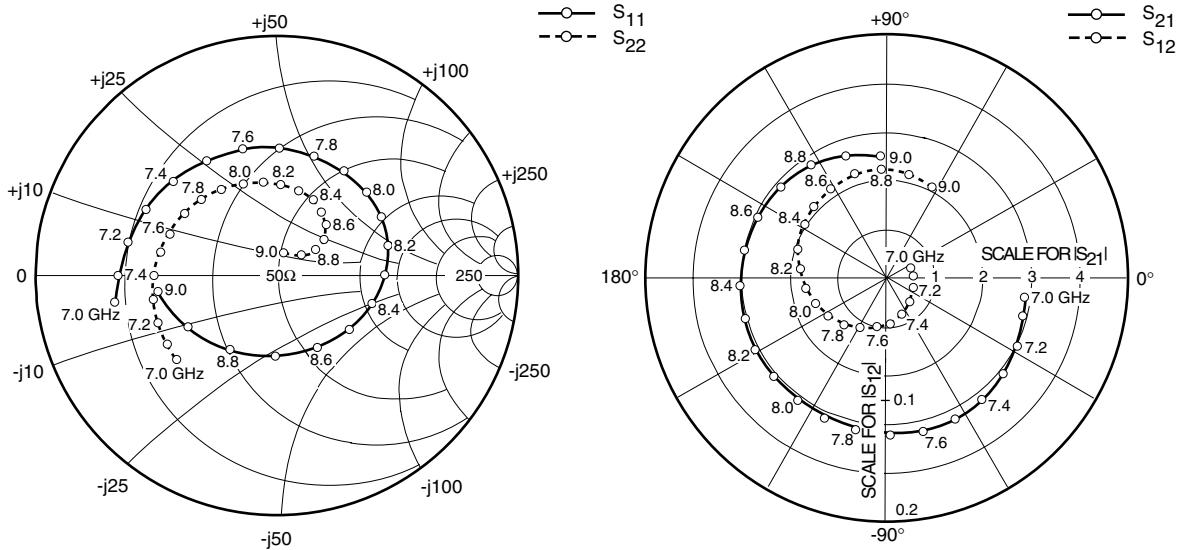 S11
S22
+j50
+j25
+j100
+j10
+j250
0
50Ω
250
-j10
-j250
-j25
-j100
-j50
7.6
7.8
7.4
8.0
8.2
7.8
8.4
8.0
7.2
7.6
8.6
9.0
8.8
8.2
7.4
9.0
7.0 GHz
7.2
8.4
8.8
8.6
7.0 GHz
S21
S12
+90°
180°
0°
-90°
8.8
9.0
8.6
8.8
9.0
8.6
8.4
7.0 GHz
SCALE FOR |S21|
1
2
3
4
8.2
8.4
7.2
7.0 GHz
8.0
7.4
7.8
7.6
7.2
8.2
SCALE FOR |S12|
0.1
7.4
8.0
7.8
7.6
0.2